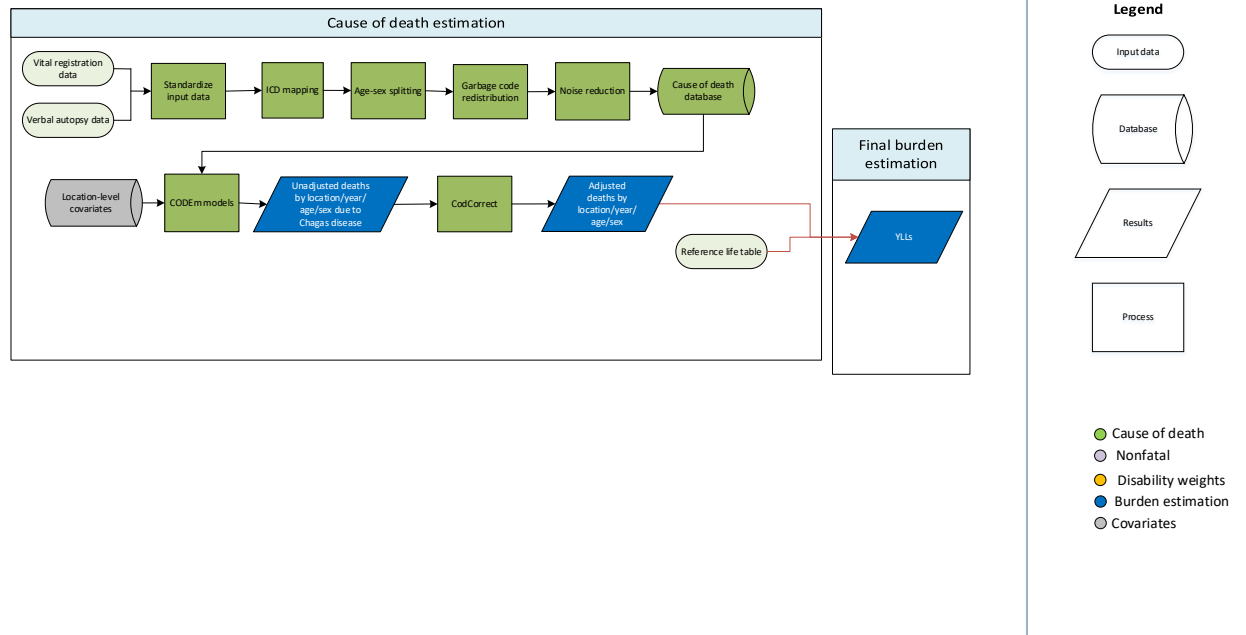 Cause of death estimation
Vital registration
data
Verbal autopsy data
Standardize
input data
ICD mapping
Age-sex splitting
Garbage code
redistribution
Noise reduction
Cause of death
database
Location-level
covariates
CODEm models
Unadjusted deaths
by location/year/
age/sex due to
Chagas disease
CodCorrect
Adjusted
deaths by
location/year/
age/sex
Reference life table
Final burden
estimation
YLLs
Legend
Input data
Database
Results
Process
Cause of death
Nonfatal
Disability weights
Burden estimation
Covariates